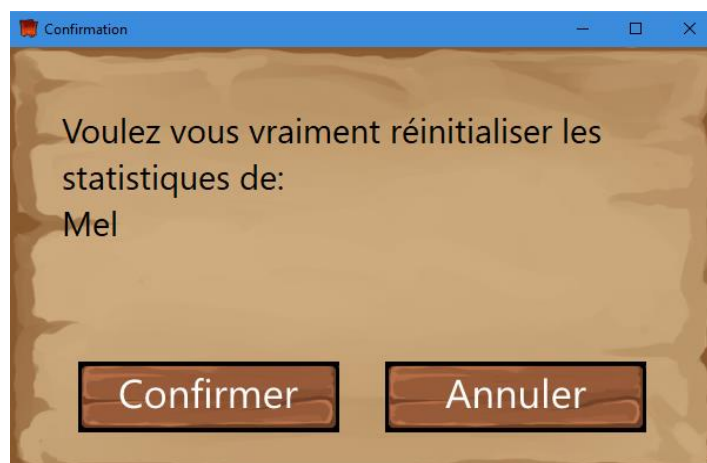 Confirmation
Voulez vous vraiment réinitialiser les
statistiques de:
Mel
Confirmer
Annuler